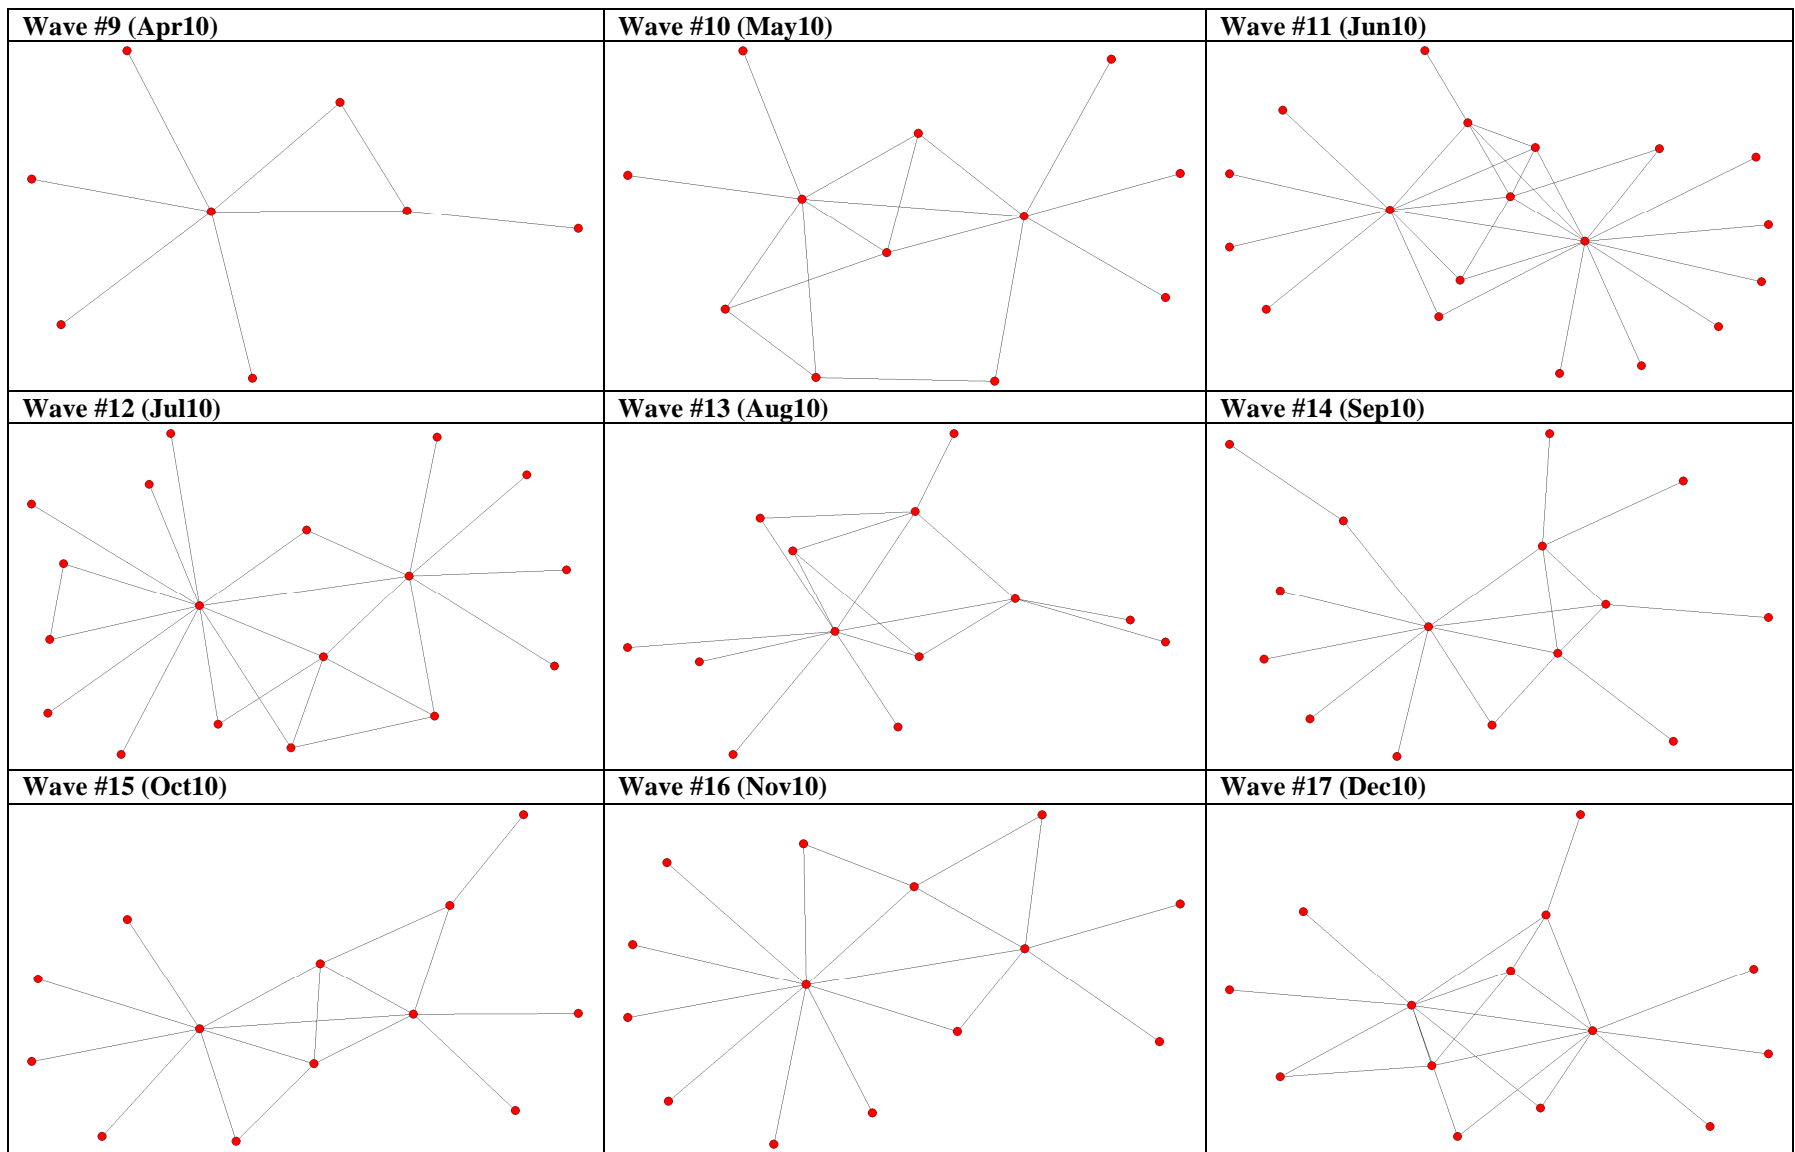 Wave #9 (Apr10)
Wave #10 (May10)
Wave #11 (Jun10)
Wave #12 (Jul10)
Wave #13 (Aug10)
Wave #14 (Sep10)
Wave #15 (Oct10)
Wave #16 (Nov10)
Wave #17 (Dec10)